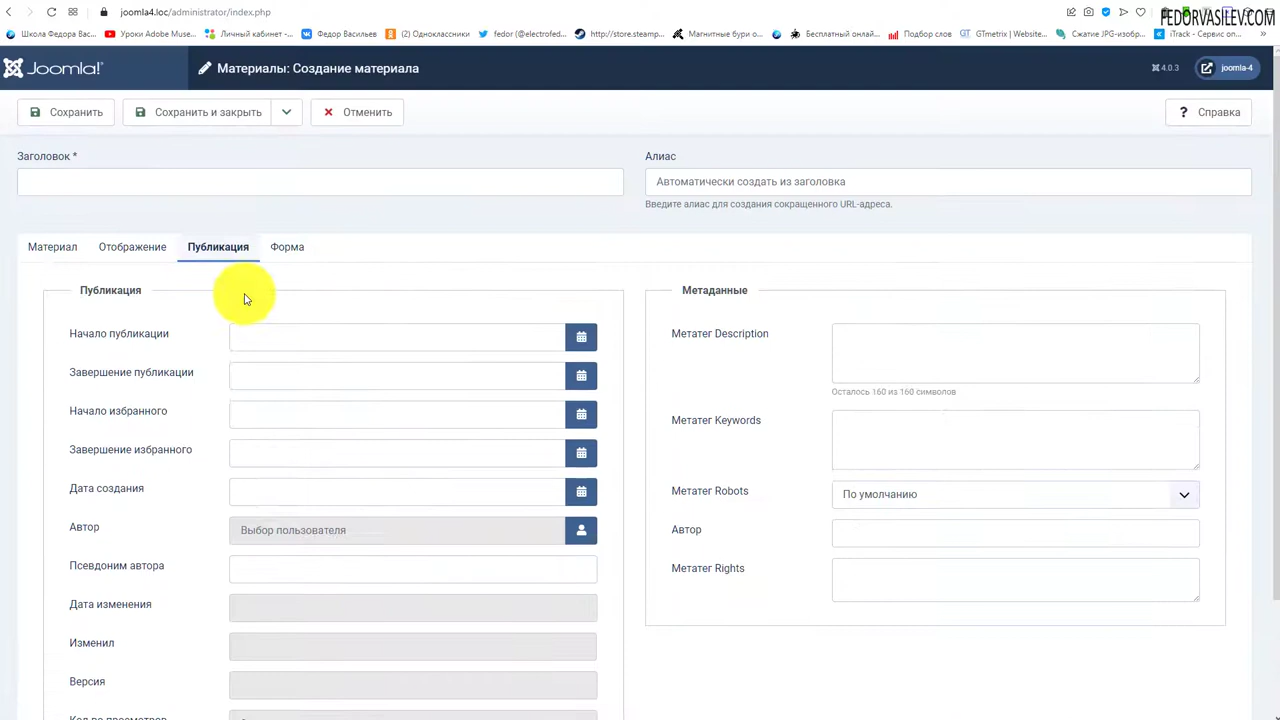 joomla4.loc/administrator/index.php
FEDORVASILEV.COM
Школа Федора Вас...
Уроки Adobe Muse...
Личный кабинет -...
Федор Васильев
(2) Одноклассники
fedor (@electrofed...
http://store.steamp...
Магнитные бури о...
Бесплатный онлай...
Подбор слов
GTmetrix | Website...
Сжатие JPG-изобр...
iTrack - Сервис оп...
Joomla!
Материалы: Создание материала
4.0.3
joomla-4
Сохранить
Сохранить и закрыть
Отменить
? Справка
Заголовок *
Алиас
Автоматически создать из заголовка
Введите алиас для создания сокращенного URL-адреса.
Материал
Отображение
Публикация
Форма
Публикация
Начало публикации
Завершение публикации
Начало избранного
Завершение избранного
Дата создания
Автор
Выбор пользователя
Псевдоним автора
Дата изменения
Изменил
Версия
Метаданные
Метатег Description
Осталось 160 из 160 символов
Метатег Keywords
Метатег Robots
По умолчанию
Автор
Метатег Rights